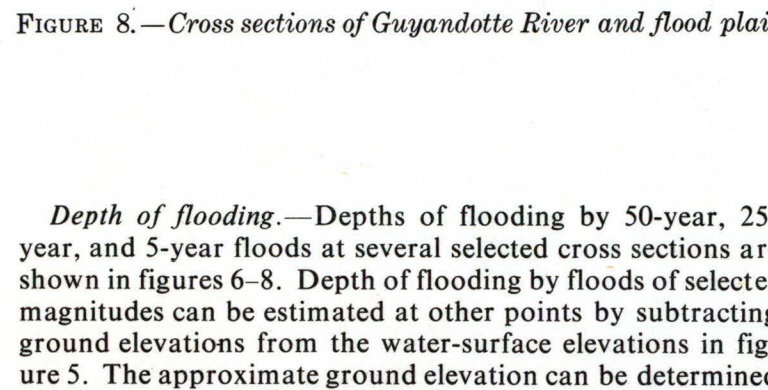 FIGURE 8.—Cross sections of Guyandotte River and flood plai
Depth of flooding.—Depths of flooding by 50-year, 25
year, and 5-year floods at several selected cross sections ar
shown in figures 6–8. Depth of flooding by floods of selecte
magnitudes can be estimated at other points by subtracting
ground elevations from the water-surface elevations in fig
ure 5. The approximate ground elevation can be determined